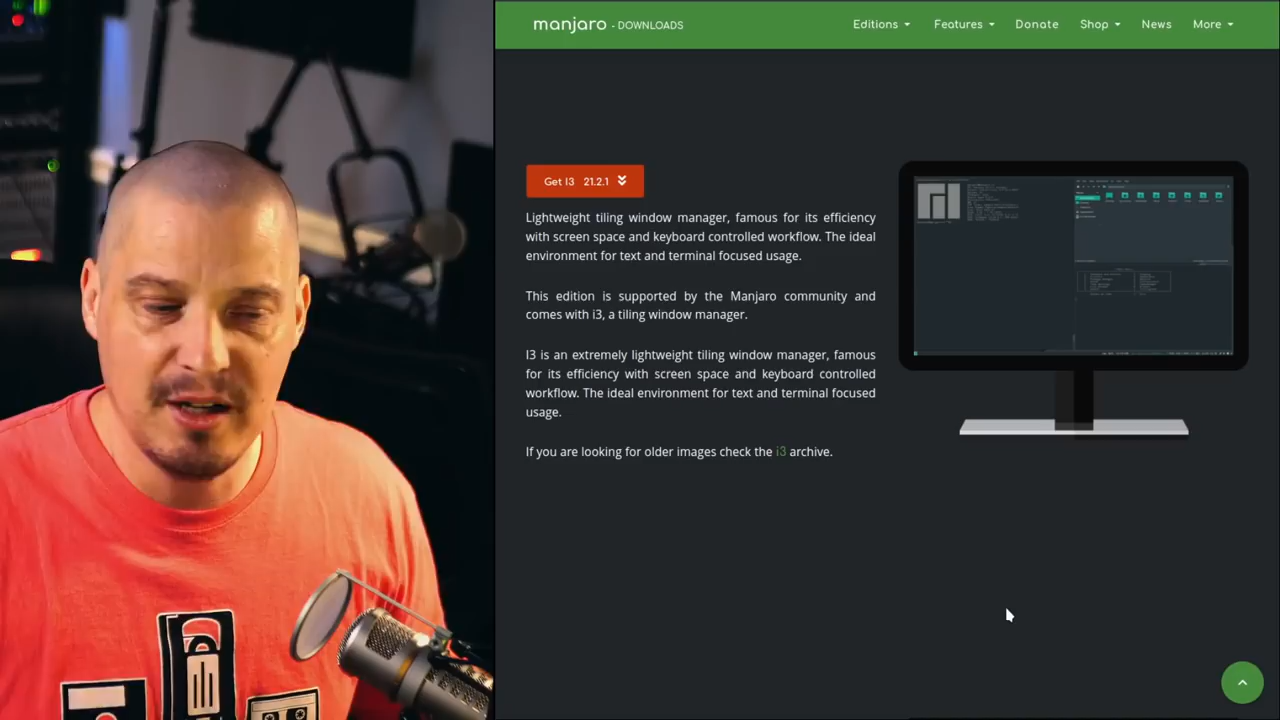 manjaro - DOWNLOADS
Editions Features Donate Shop News More
Get I3 21.2.1
Lightweight tiling window manager, famous for its efficiency
with screen space and keyboard controlled workflow. The ideal
environment for text and terminal focused usage.
This edition is supported by the Manjaro community and
comes with i3, a tiling window manager.
I3 is an extremely lightweight tiling window manager, famous
for its efficiency with screen space and keyboard controlled
workflow. The ideal environment for text and terminal focused
usage.
If you are looking for older images check the i3 archive.